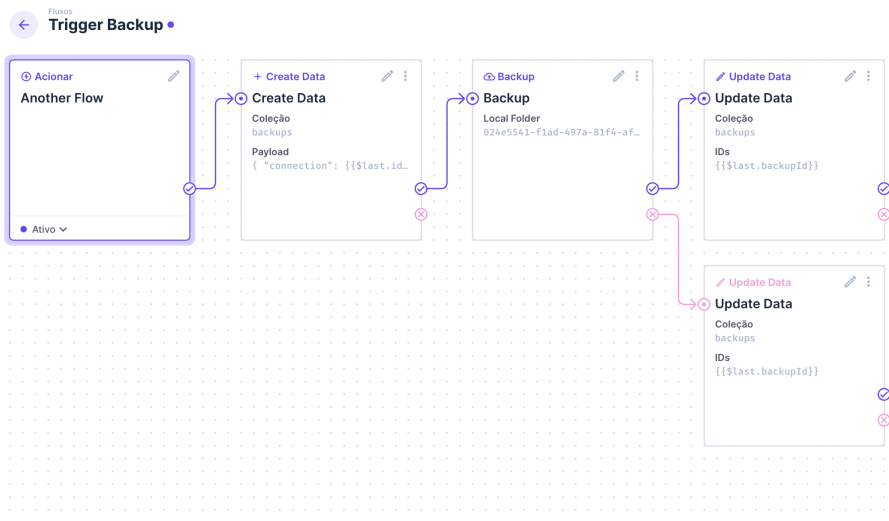 Fluxos
Trigger Backup
Acionar
Another Flow
Ativo
Create Data
Create Data
Coleção
backups
Payload
{ "connection": {{$last.id…
Backup
Backup
Local Folder
024e5541-f1ad-497a-81f4-af…
Update Data
Update Data
Coleção
backups
IDs
{{$last.backupId}}
Update Data
Update Data
Coleção
backups
IDs
{{$last.backupId}}